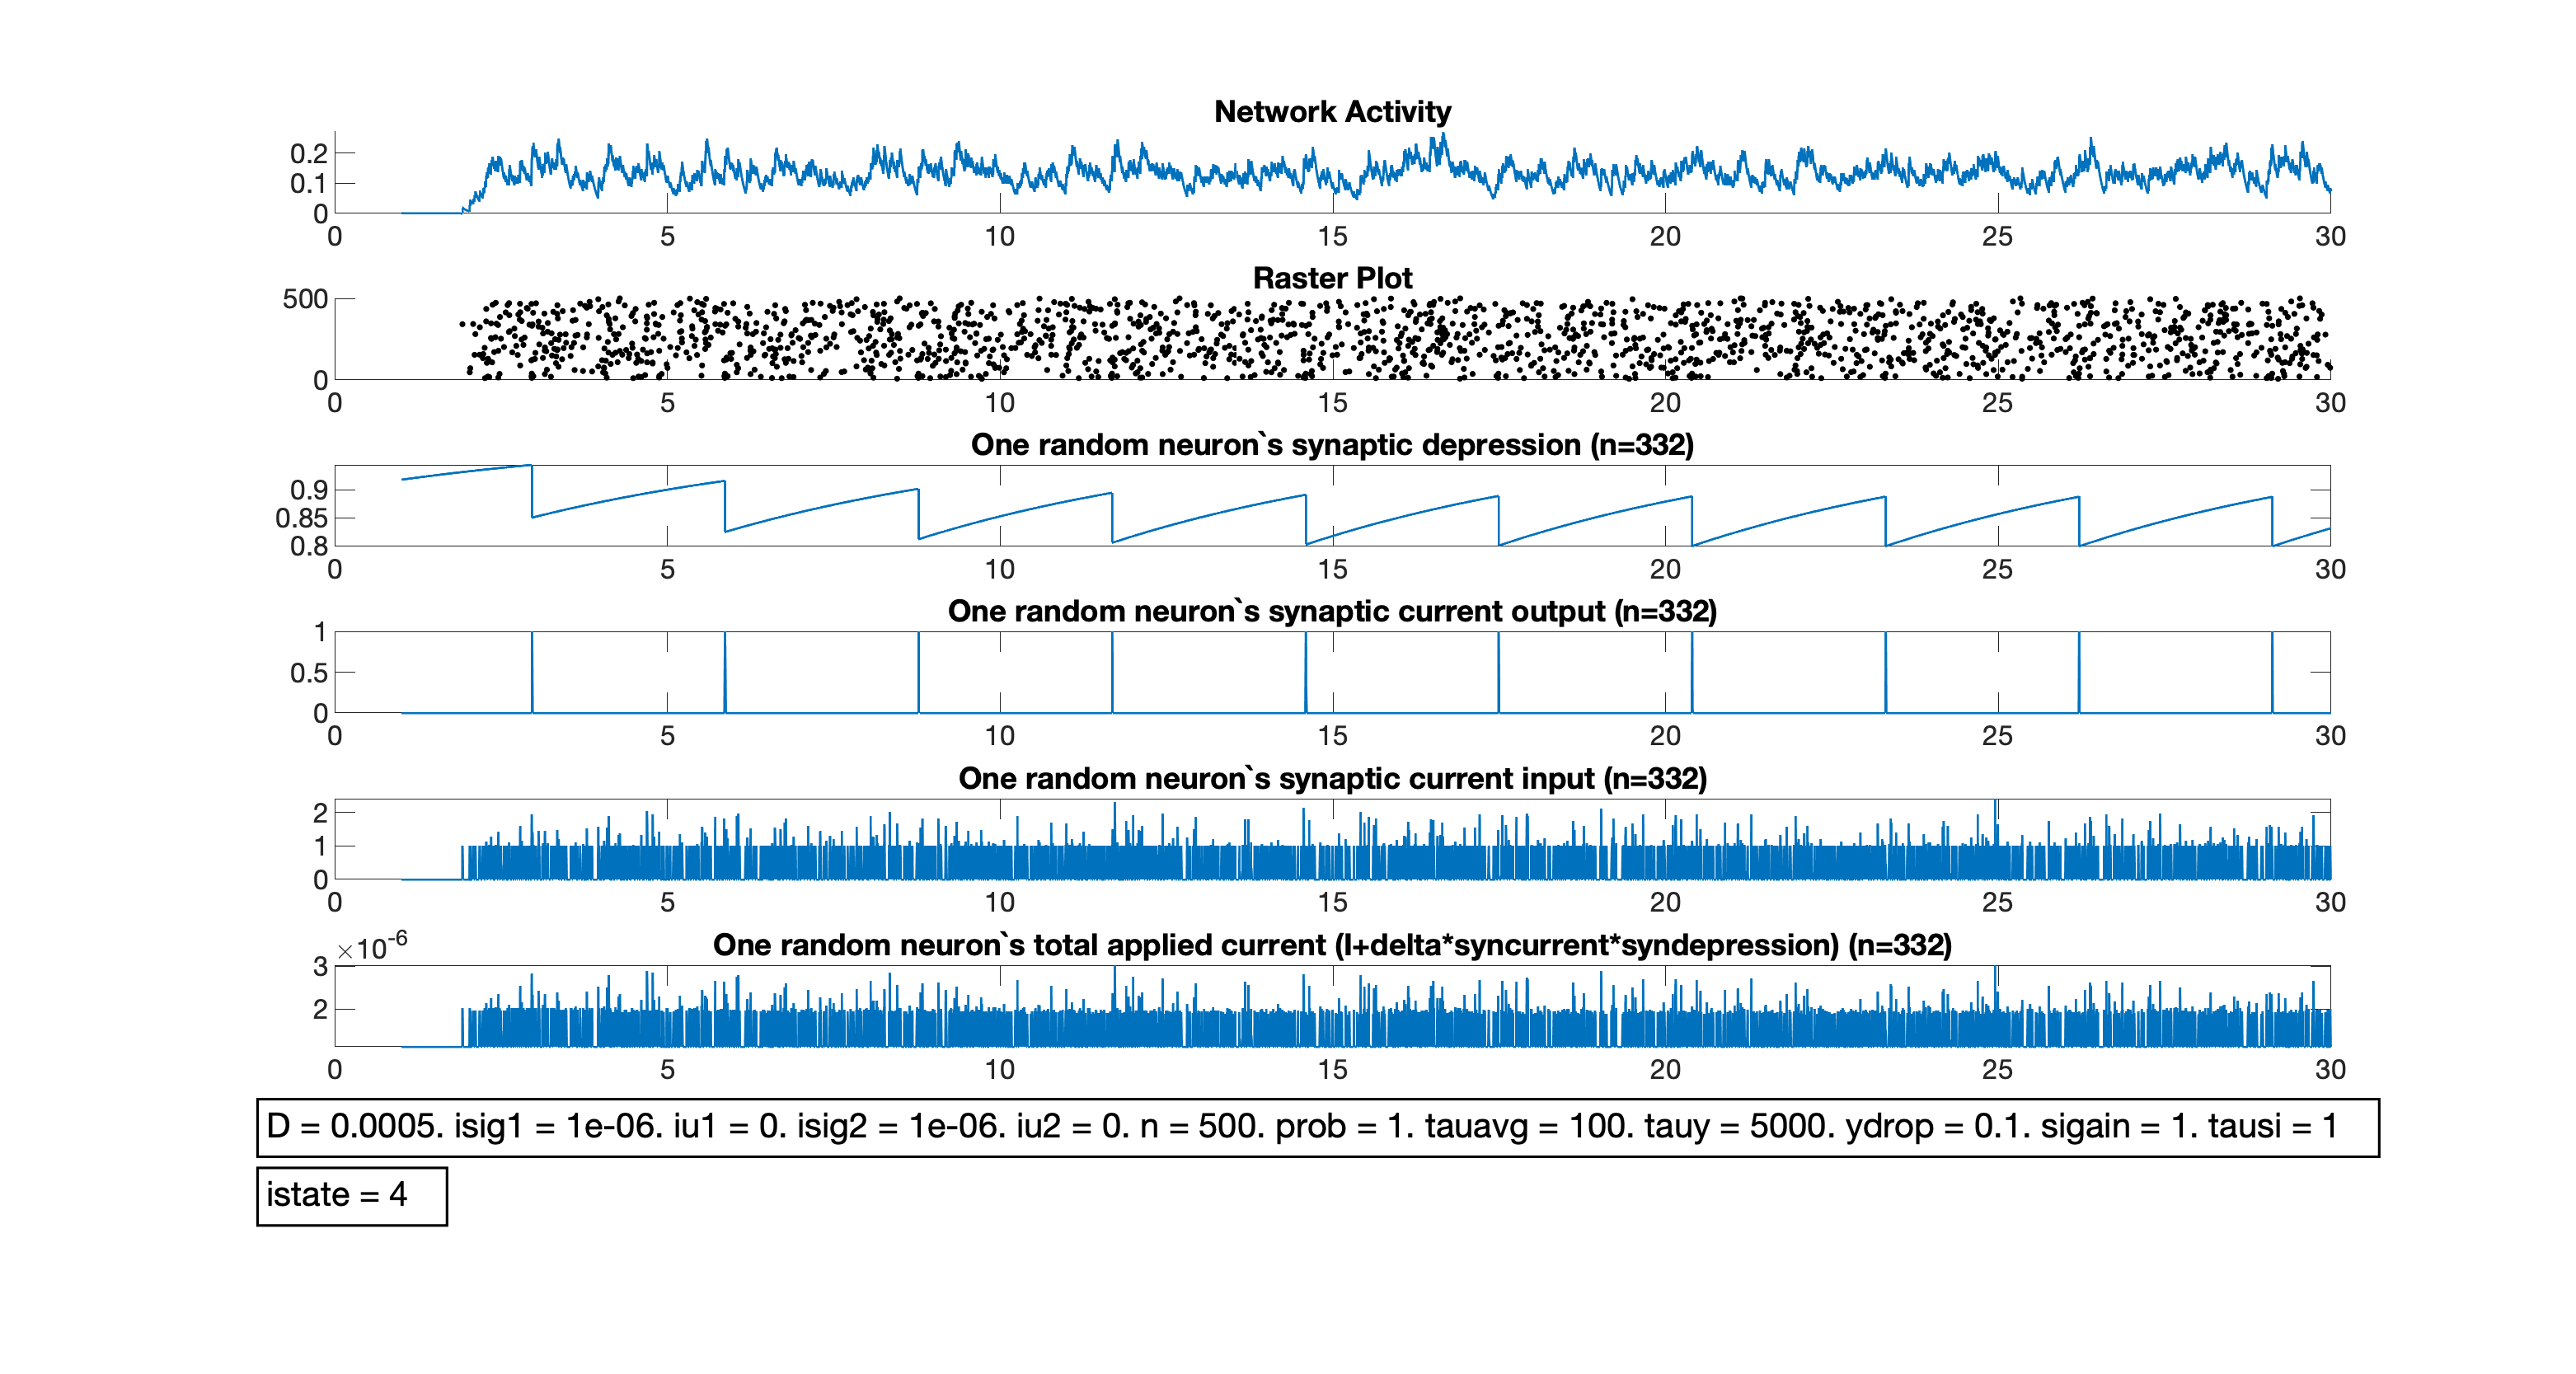 Network Activity
0.2
0.1
0
0 5 10 15 20 25 30
Raster Plot
500
0
0 5 10 15 20 25 30
One random neuron`s synaptic depression (n=332)
0.9
0.85
0.8
0 5 10 15 20 25 30
One random neuron`s synaptic current output (n=332)
1
0.5
0
0 5 10 15 20 25 30
One random neuron`s synaptic current input (n=332)
2
1
0
0 5 10 15 20 25 30
×10-6
One random neuron`s total applied current (I+delta*syncurrent*syndepression) (n=332)
3
2
0 5 10 15 20 25 30
D = 0.0005. isig1 = 1e-06. iu1 = 0. isig2 = 1e-06. iu2 = 0. n = 500. prob = 1. tauavg = 100. tauy = 5000. ydrop = 0.1. sigain = 1. tausi = 1
istate = 4